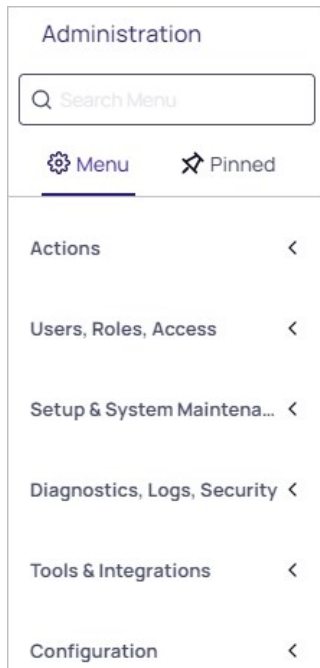 Administration
Search Menu
Menu
Pinned
Actions
Users, Roles, Access
Setup & System Maintena...
Diagnostics, Logs, Security
Tools & Integrations
Configuration